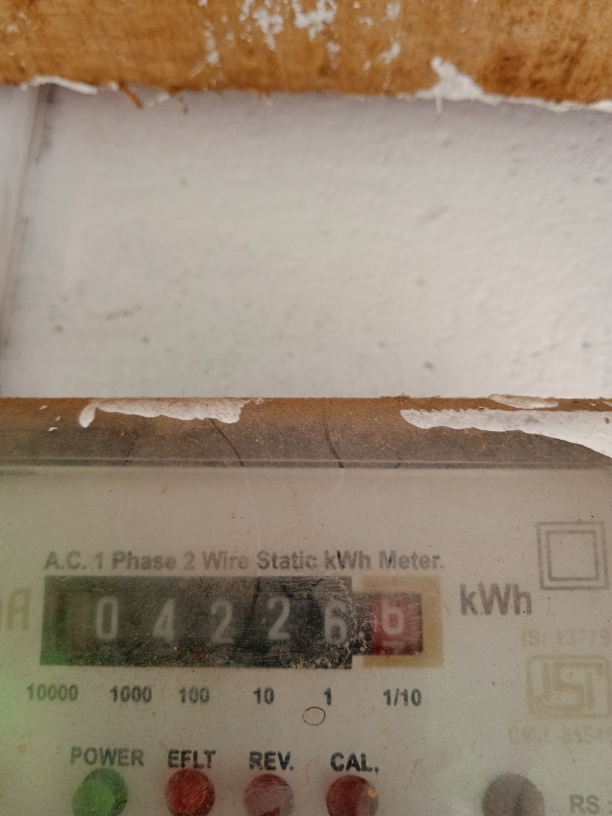 A.C. 1 Phase 2 Wire Static kWh Meter.
0 4 2 2 6 6 kWh
10000 1000 100 10 1 1/10
POWER EFLT REV. CAL.
ISI
RS